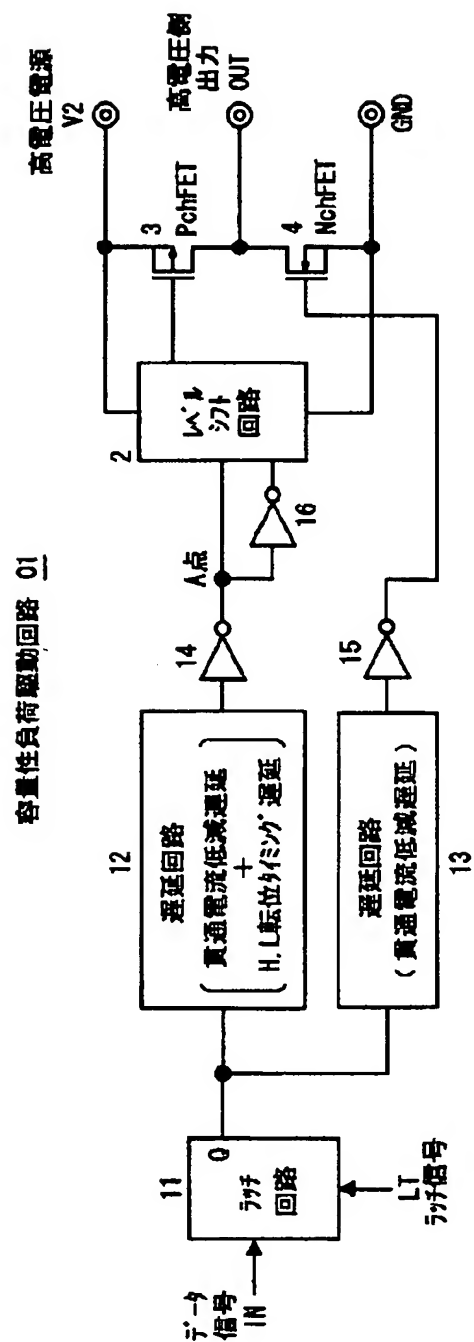 容量性負荷駆動回路 01
データ
信号
IN
11
ラッチ
回路
Q
LT
ラッチ信号
12
遅延回路
貫通電流低減遅延
+
H,L転位タイミング遅延
遅延回路
(貫通電流低減遅延)
13
14
A点
15
16
2
レベル
シフト
回路
高電圧電源
V2
3
PchFET
高電圧側
出力
OUT
4
NchFET
GND